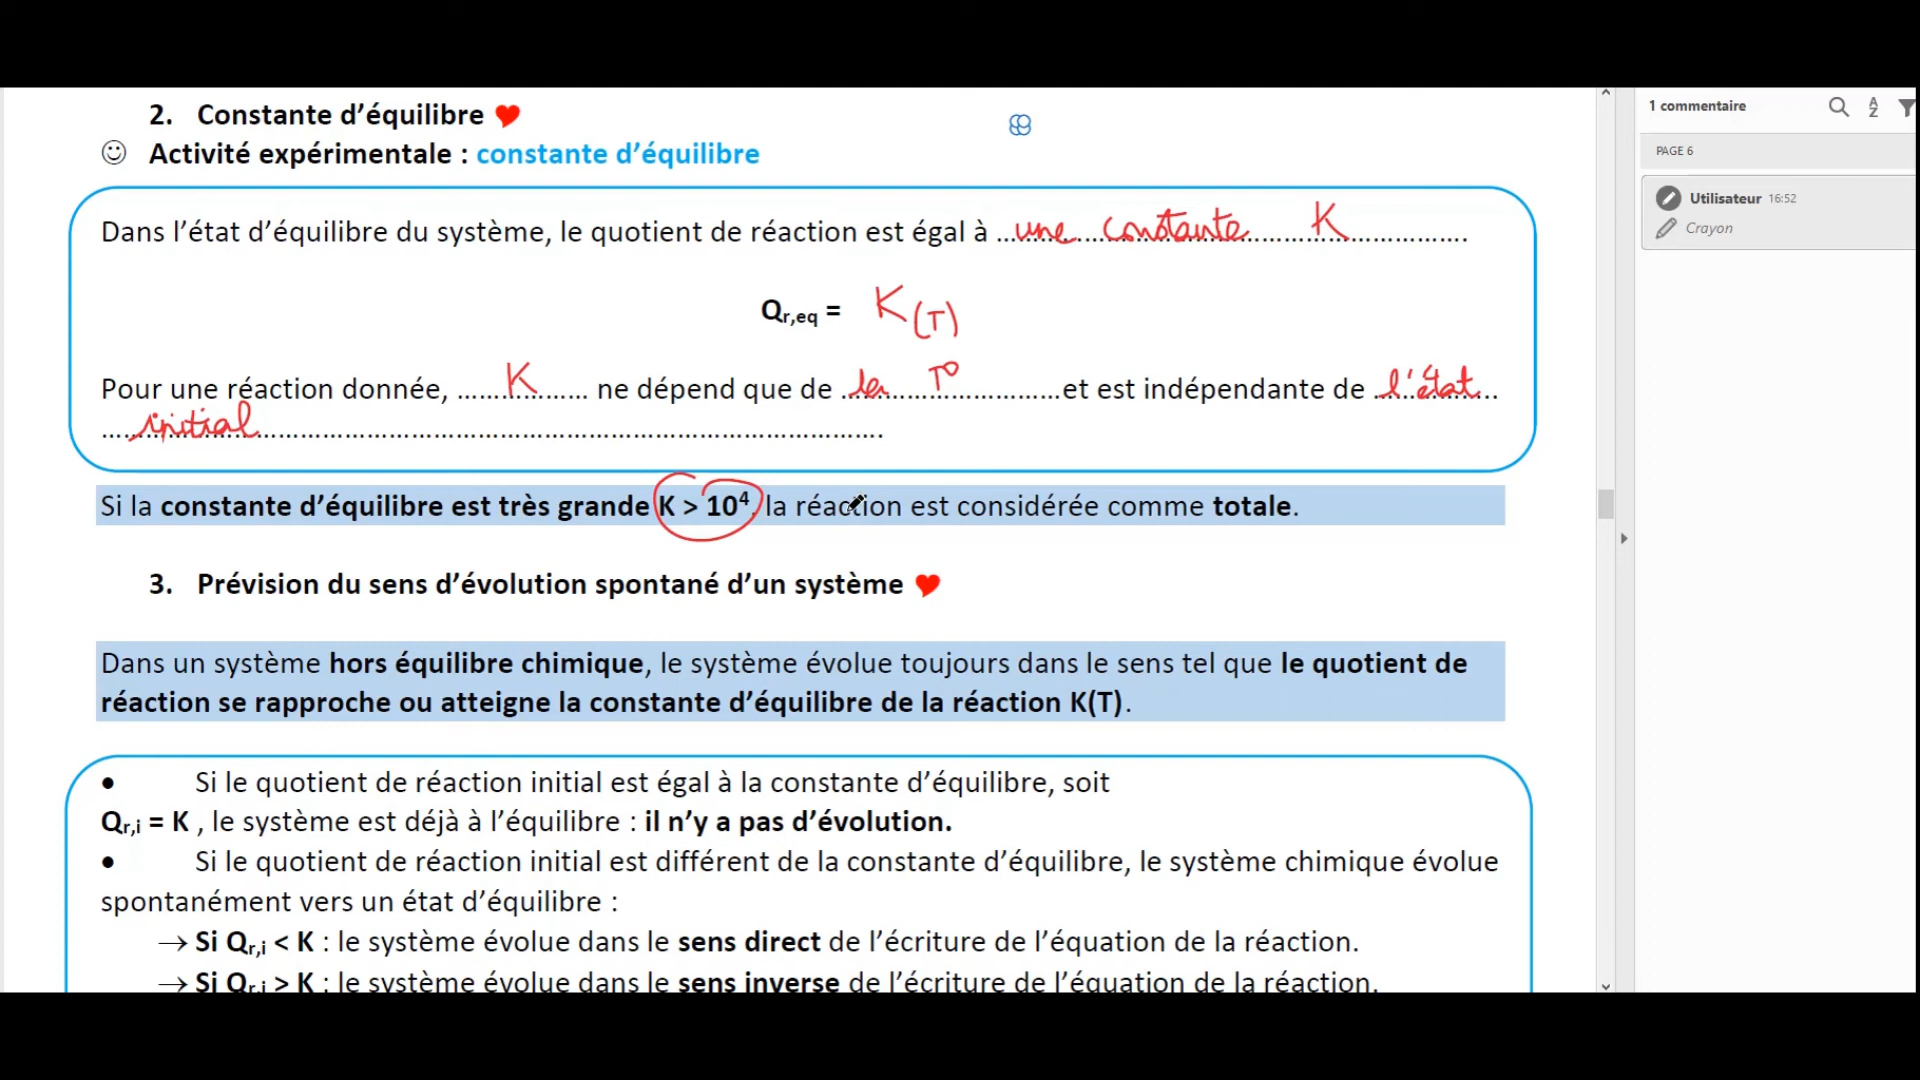 2. Constante d’équilibre
Activité expérimentale : constante d’équilibre
Dans l’état d’équilibre du système, le quotient de réaction est égal à ... une constante K ...
Qr,eq = K(T)
Pour une réaction donnée, ... K ... ne dépend que de la T° ... et est indépendante de l'état
initial
Si la constante d’équilibre est très grande K > 10⁴, la réaction est considérée comme totale.
3. Prévision du sens d’évolution spontané d’un système
Dans un système hors équilibre chimique, le système évolue toujours dans le sens tel que le quotient de
réaction se rapproche ou atteigne la constante d’équilibre de la réaction K(T).
• Si le quotient de réaction initial est égal à la constante d’équilibre, soit
Qr,i = K , le système est déjà à l’équilibre : il n’y a pas d’évolution.
• Si le quotient de réaction initial est différent de la constante d’équilibre, le système chimique évolue
spontanément vers un état d’équilibre :
→ Si Qr,i < K : le système évolue dans le sens direct de l’écriture de l’équation de la réaction.
→ Si Qr,i > K : le système évolue dans le sens inverse de l’écriture de l’équation de la réaction.
1 commentaire
PAGE 6
Utilisateur 16:52
Crayon